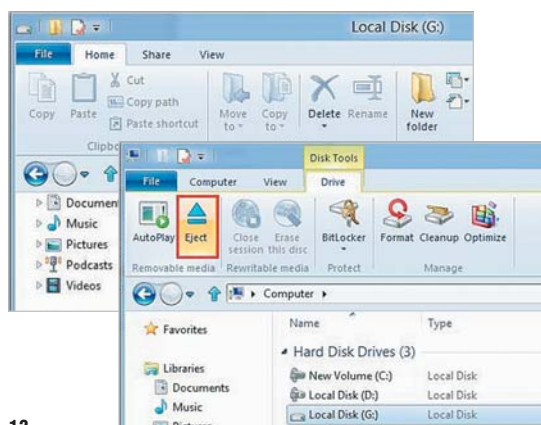 Local Disk (G:)
File Home Share View
Cut
Copy path
Paste shortcut
Copy Paste Move to Copy to Delete Rename New folder
Music
Pictures
Podcasts
Videos
Disk Tools
File Computer View Drive
AutoPlay Eject Close session Erase this disc BitLocker Format Cleanup Optimize
Removable media Rewritable media Protect Manage
Computer
Favorites
Libraries
Documents
Music
Name Type
Hard Disk Drives (3)
New Volume (C:) Local Disk
Local Disk (D:) Local Disk
Local Disk (G:) Local Disk